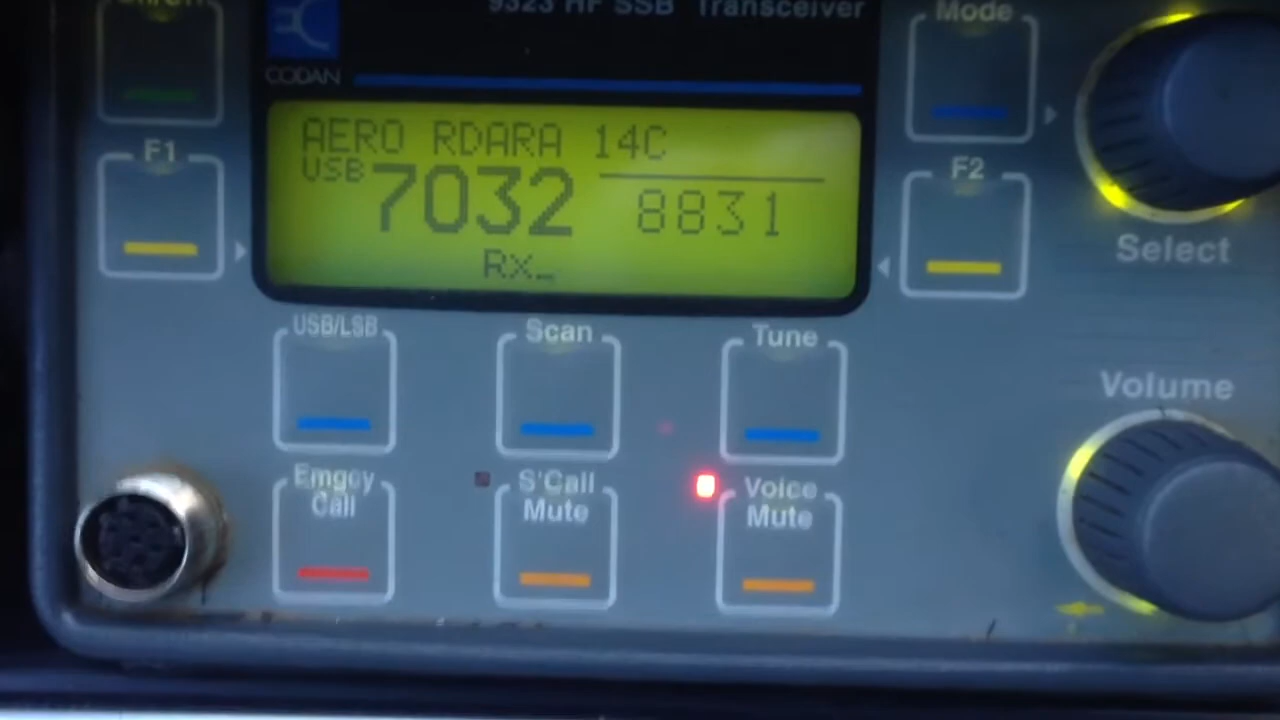 9323 HF SSB Transceiver
Mode
CODAN
AERO RDARA 14C
USB 7032 8831
Rx
F1
F2
Select
USB/LSB
Scan
Tune
Volume
Emgcy
Call
S'Call
Mute
Voice
Mute